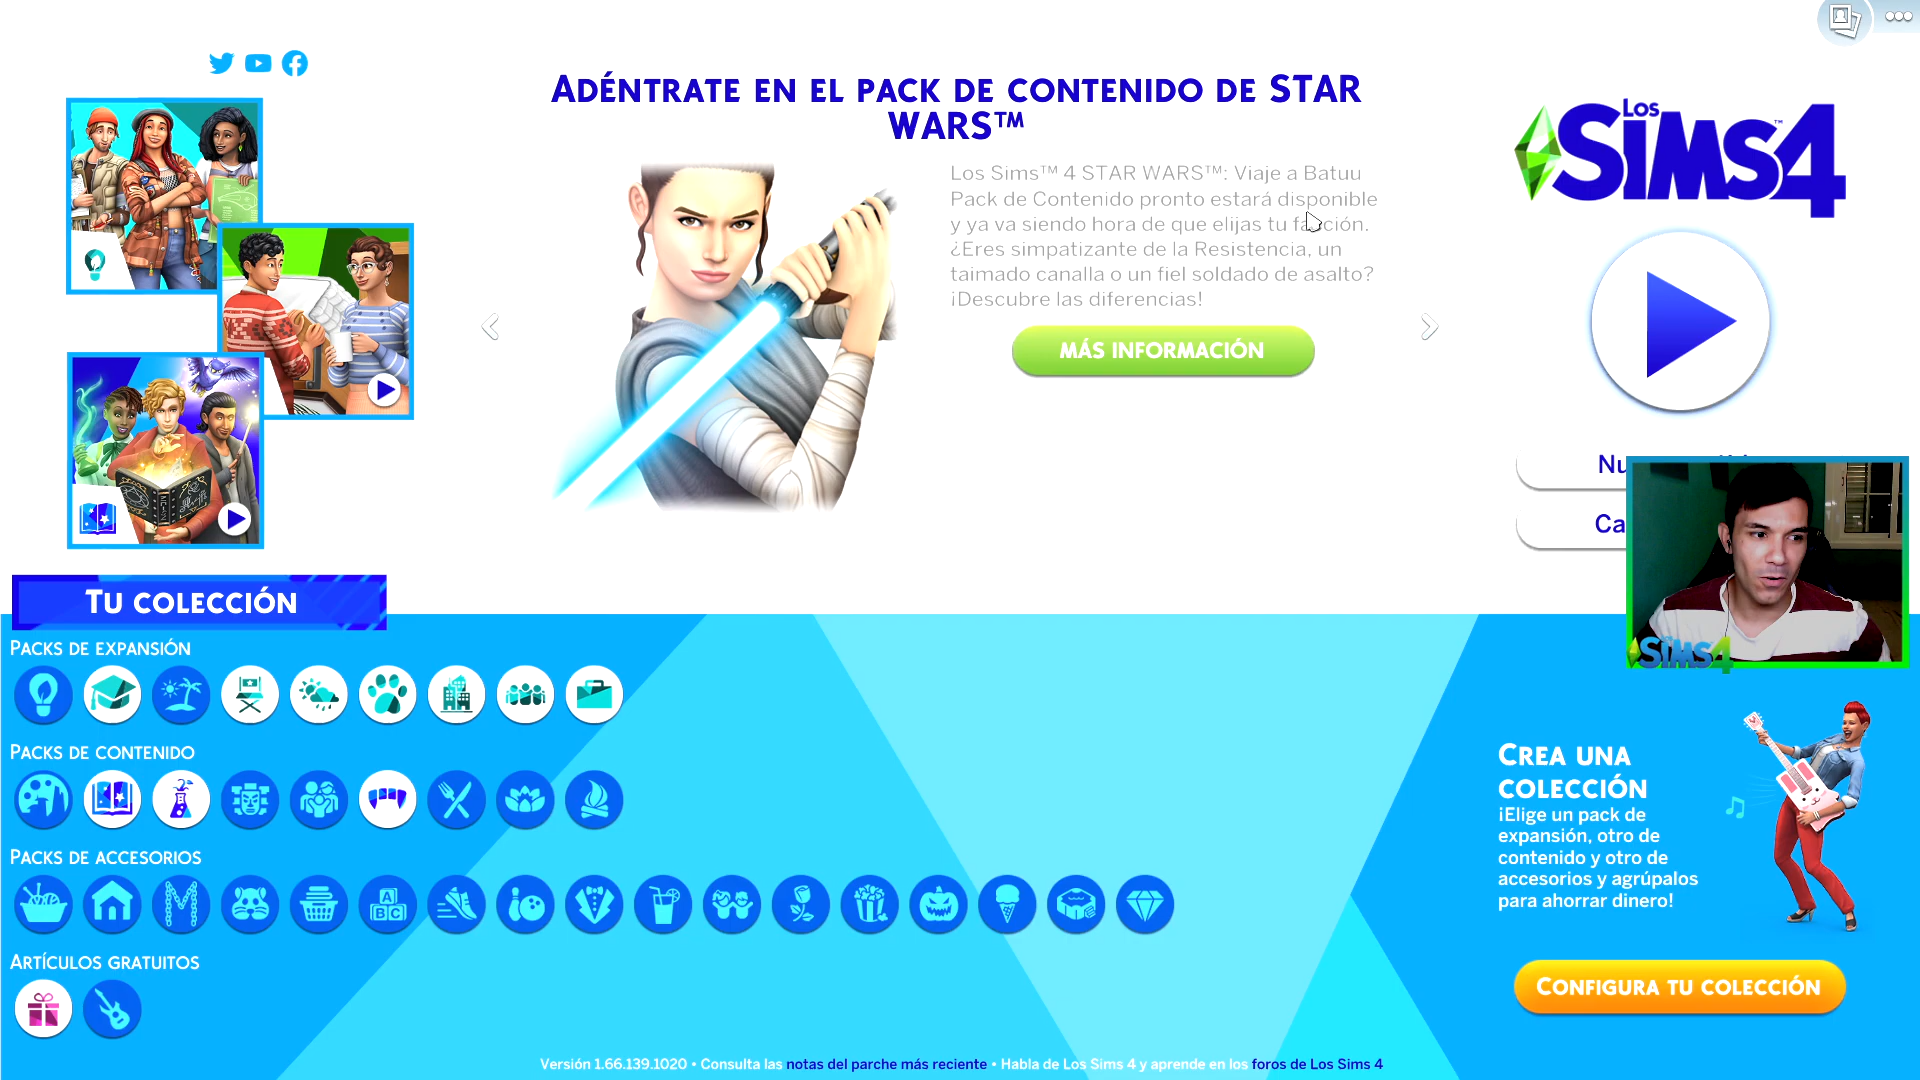 ADÉNTRATE EN EL PACK DE CONTENIDO DE STAR
WARS™
Los Sims™ 4 STAR WARS™: Viaje a Batuu
Pack de Contenido pronto estará disponible
y ya va siendo hora de que elijas tu facción.
¿Eres simpatizante de la Resistencia, un
taimado canalla o un fiel soldado de asalto?
¡Descubre las diferencias!
MÁS INFORMACIÓN
LOS SIMS™ 4
SIMS 4
TU COLECCIÓN
PACKS DE EXPANSIÓN
PACKS DE CONTENIDO
PACKS DE ACCESORIOS
ARTÍCULOS GRATUITOS
CREA UNA
COLECCIÓN
¡Elige un pack de
expansión, otro de
contenido y otro de
accesorios y agrúpalos
para ahorrar dinero!
CONFIGURA TU COLECCIÓN
Versión 1.66.139.1020 • Consulta las notas del parche más reciente • Habla de Los Sims 4 y aprende en los foros de Los Sims 4